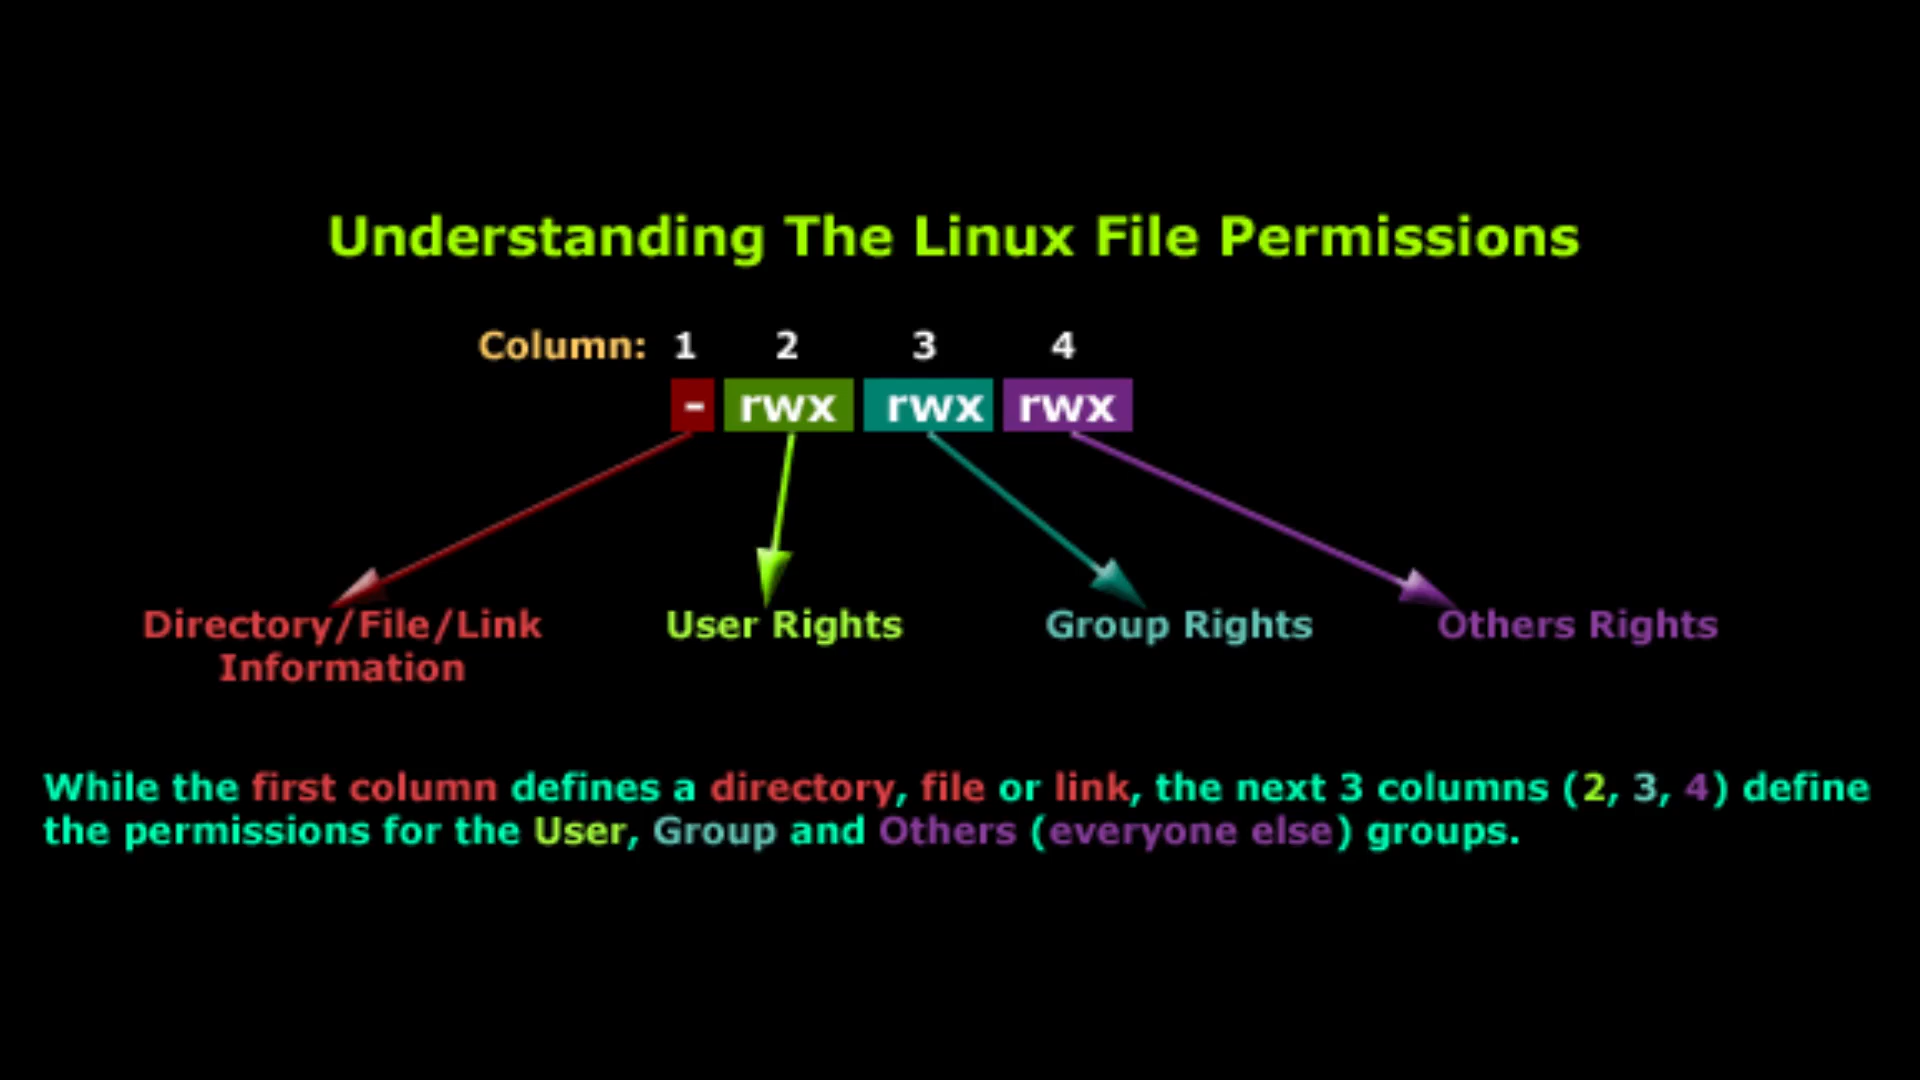 Understanding The Linux File Permissions
Column: 1 2 3 4
- rwx rwx rwx
Directory/File/Link
Information
User Rights
Group Rights
Others Rights
While the first column defines a directory, file or link, the next 3 columns (2, 3, 4) define
the permissions for the User, Group and Others (everyone else) groups.